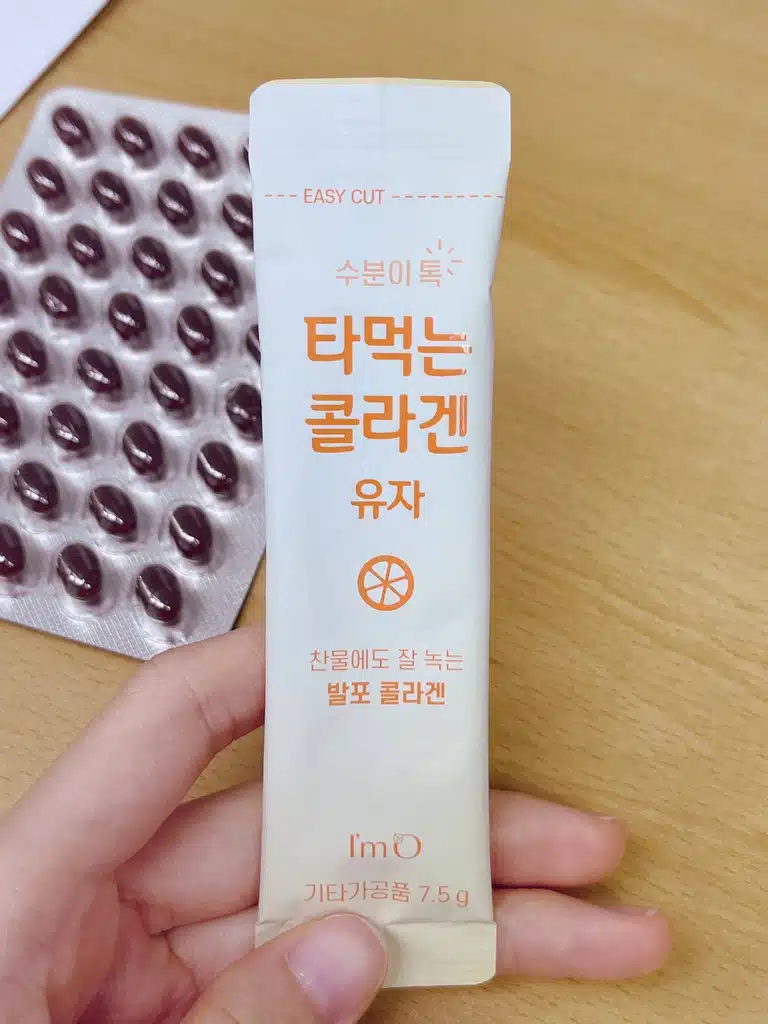 EASY CUT
수분이 톡
타먹는
콜라겐
유자
찬물에도 잘 녹는
발포 콜라겐
I'm O
기타가공품 7.5 g